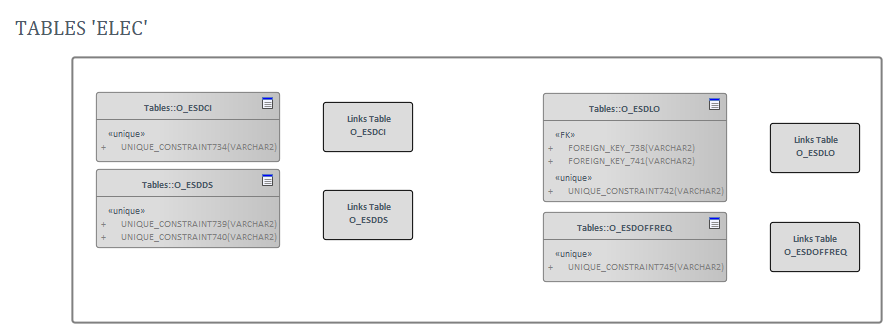 TABLES 'ELEC'
Tables::O_ESDCI
«unique»
+ UNIQUE_CONSTRAINT734(VARCHAR2)
Links Table
O_ESDCI
Tables::O_ESDDS
«unique»
+ UNIQUE_CONSTRAINT739(VARCHAR2)
+ UNIQUE_CONSTRAINT740(VARCHAR2)
Links Table
O_ESDDS
Tables::O_ESDLO
«FK»
+ FOREIGN_KEY_738(VARCHAR2)
+ FOREIGN_KEY_741(VARCHAR2)
«unique»
+ UNIQUE_CONSTRAINT742(VARCHAR2)
Links Table
O_ESDLO
Tables::O_ESDOFFREQ
«unique»
+ UNIQUE_CONSTRAINT745(VARCHAR2)
Links Table
O_ESDOFFREQ